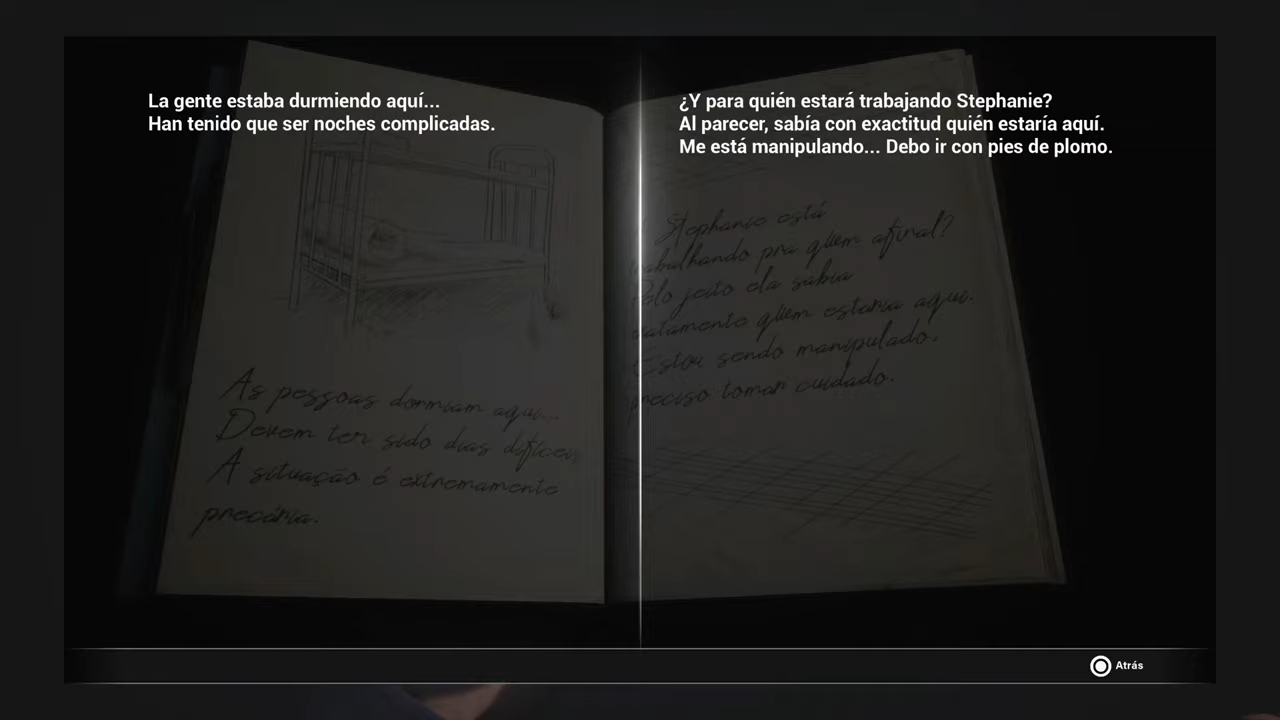 La gente estaba durmiendo aquí...
Han tenido que ser noches complicadas.
As pessoas dormiam aqui...
Devem ter sido dias difíceis
A situação é extremamente
precária.
¿Y para quién estará trabajando Stephanie?
Al parecer, sabía con exactitud quién estaría aquí.
Me está manipulando... Debo ir con pies de plomo.
Stephanie está
trabalhando pra quem afinal?
Pelo jeito ela sabia
exatamente quem estaria aqui.
Estou sendo manipulado.
preciso tomar cuidado.
Atrás